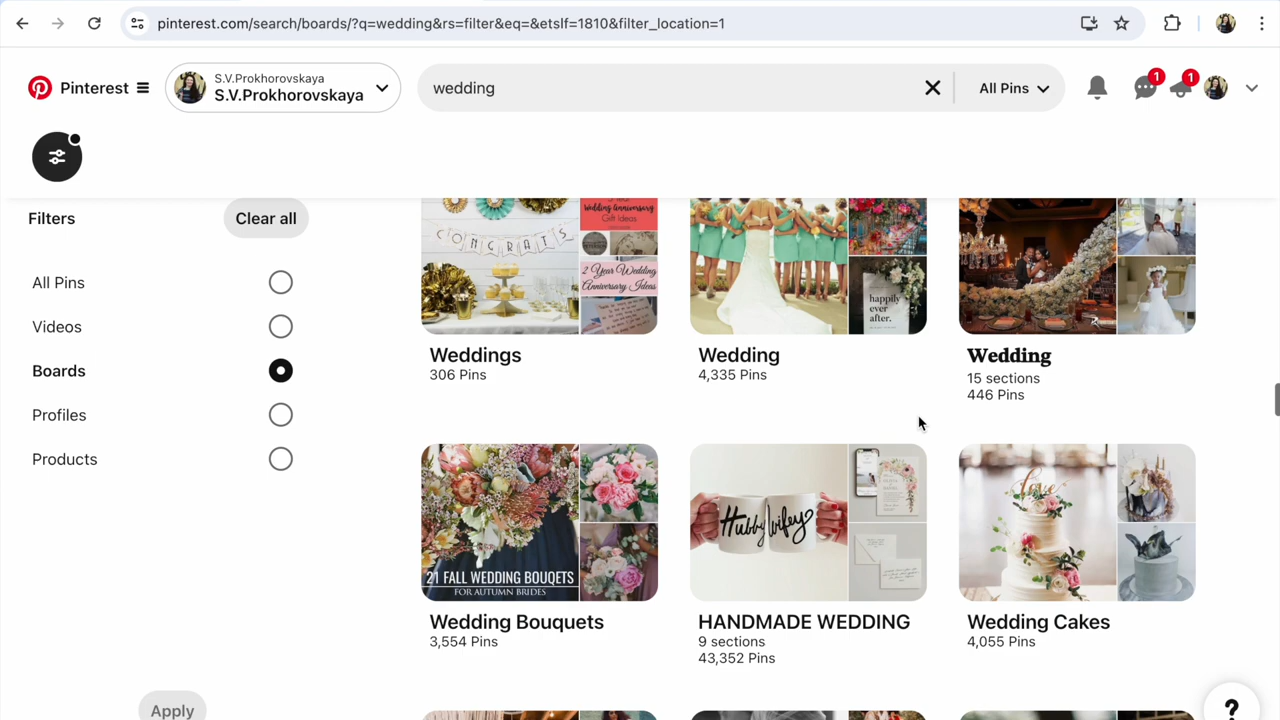 pinterest.com/search/boards/?q=wedding&rs=filter&eq=&etslf=1810&filter_location=1
Pinterest
S.V.Prokhorovskaya
S.V.Prokhorovskaya
wedding
All Pins
1
1
Filters
Clear all
All Pins
Videos
Boards
Profiles
Products
Apply
CONGRATS
Wedding Anniversary
Gift Ideas
2 Year Wedding
Anniversary Ideas
Weddings
306 Pins
happily
ever
after.
Wedding
4,335 Pins
Wedding
15 sections
446 Pins
21 FALL WEDDING BOUQETS
FOR AUTUMN BRIDES
Wedding Bouquets
3,554 Pins
Hubby
Wifey
HANDMADE WEDDING
9 sections
43,352 Pins
love
Wedding Cakes
4,055 Pins
?